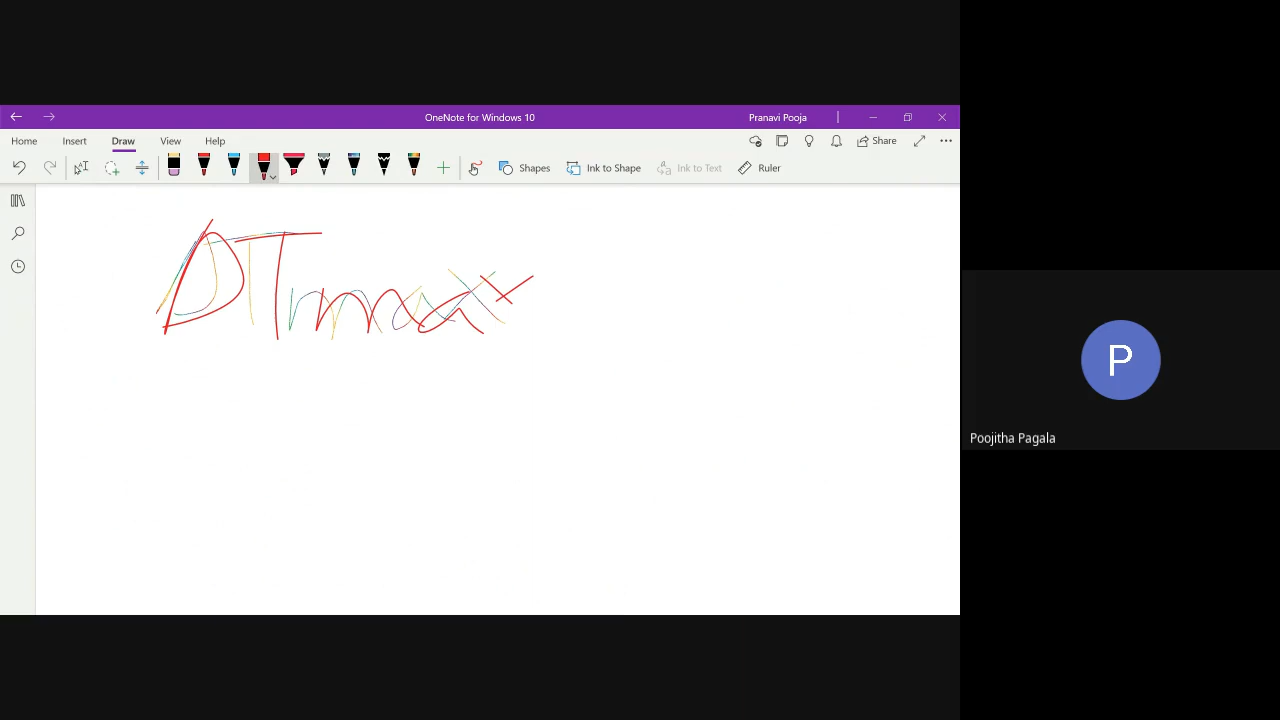 OneNote for Windows 10
Pranavi Pooja
Home Insert Draw View Help
Share
Shapes Ink to Shape Ink to Text Ruler
DTmax
P
Poojitha Pagala